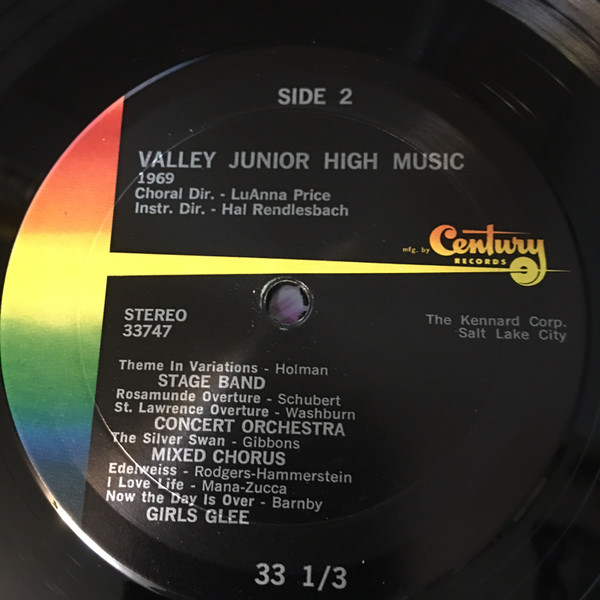 SIDE 2
VALLEY JUNIOR HIGH MUSIC
1969
Choral Dir. - LuAnna Price
Instr. Dir. - Hal Rendlesbach
mfg. by Century
RECORDS
STEREO
33747
The Kennard Corp.
Salt Lake City
Theme In Variations - Holman
STAGE BAND
Rosamunde Overture - Schubert
St. Lawrence Overture - Washburn
CONCERT ORCHESTRA
The Silver Swan - Gibbons
MIXED CHORUS
Edelweiss - Rodgers-Hammerstein
I Love Life - Mana-Zucca
Now the Day Is Over - Barnby
GIRLS GLEE
33 1/3